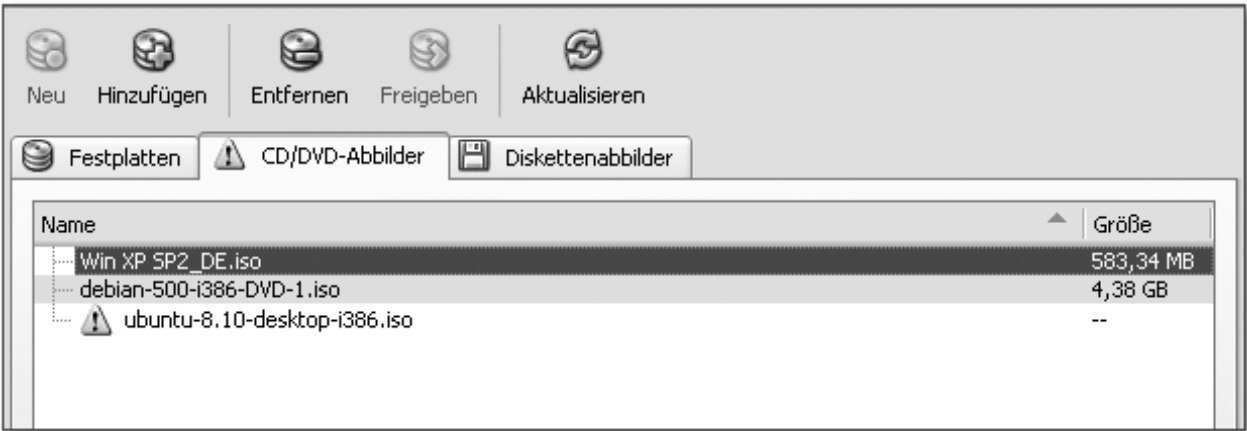 Neu Hinzufügen Entfernen Freigeben Aktualisieren
Festplatten CD/DVD-Abbilder Diskettenabbilder
Name Größe
Win XP SP2_DE.iso 583,34 MB
debian-500-i386-DVD-1.iso 4,38 GB
ubuntu-8.10-desktop-i386.iso --